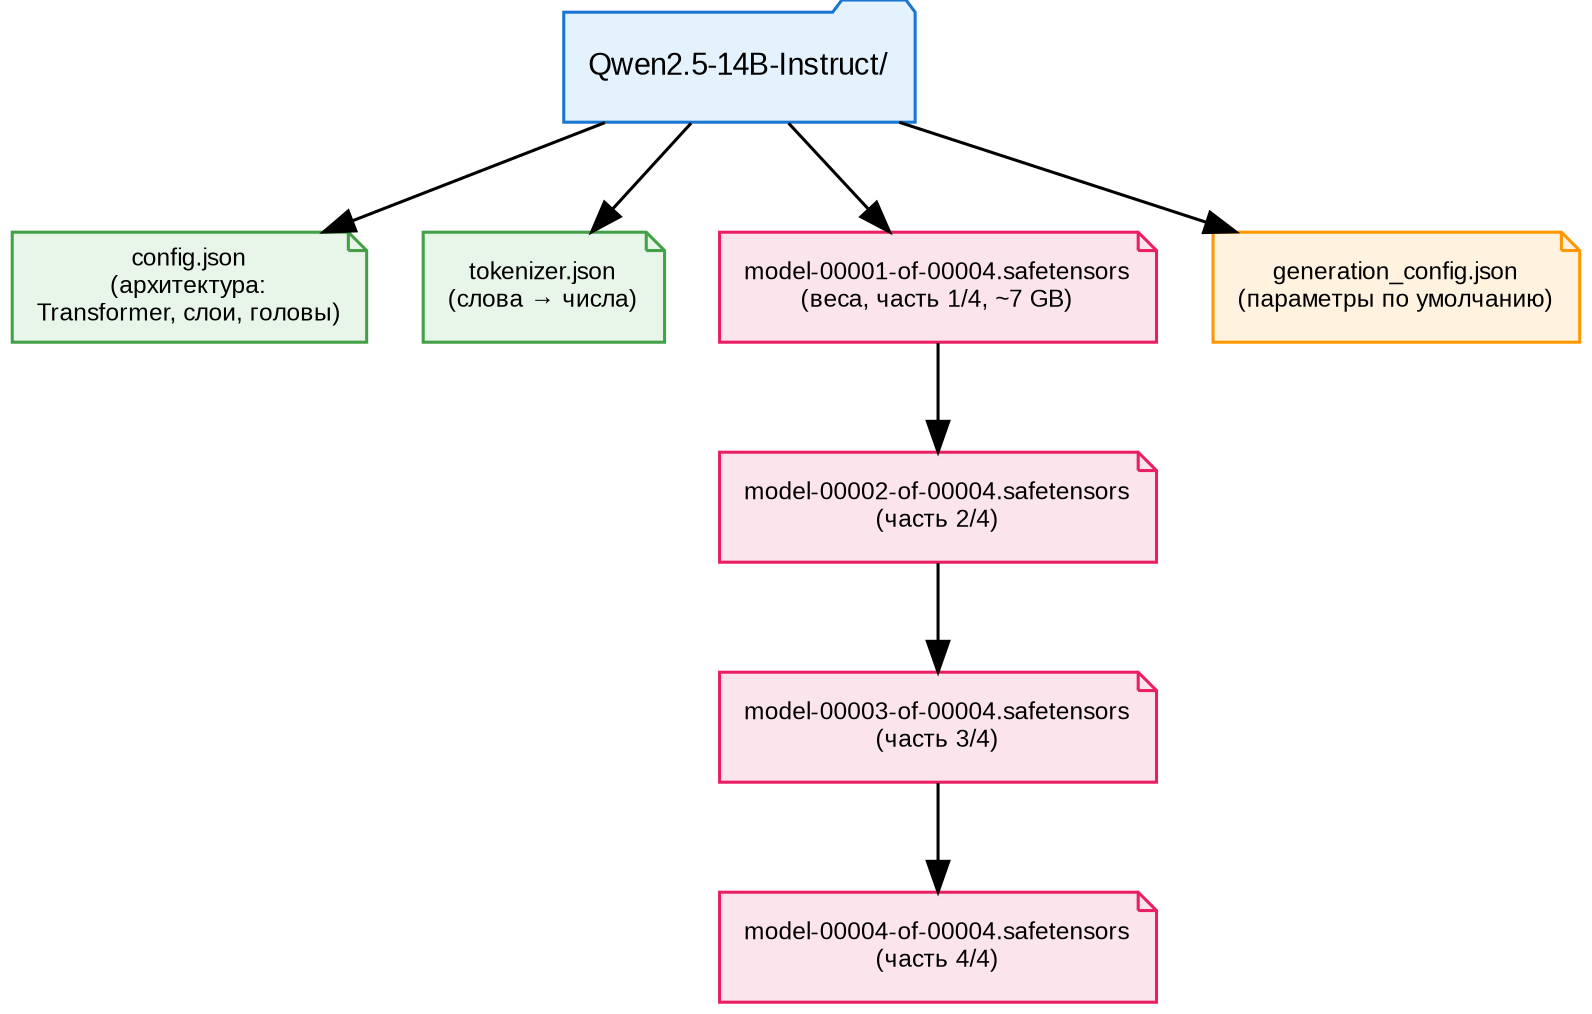 Qwen2.5-14B-Instruct/
config.json
(архитектура:
Transformer, слои, головы)
tokenizer.json
(слова → числа)
model-00001-of-00004.safetensors
(веса, часть 1/4, ~7 GB)
generation_config.json
(параметры по умолчанию)
model-00002-of-00004.safetensors
(часть 2/4)
model-00003-of-00004.safetensors
(часть 3/4)
model-00004-of-00004.safetensors
(часть 4/4)